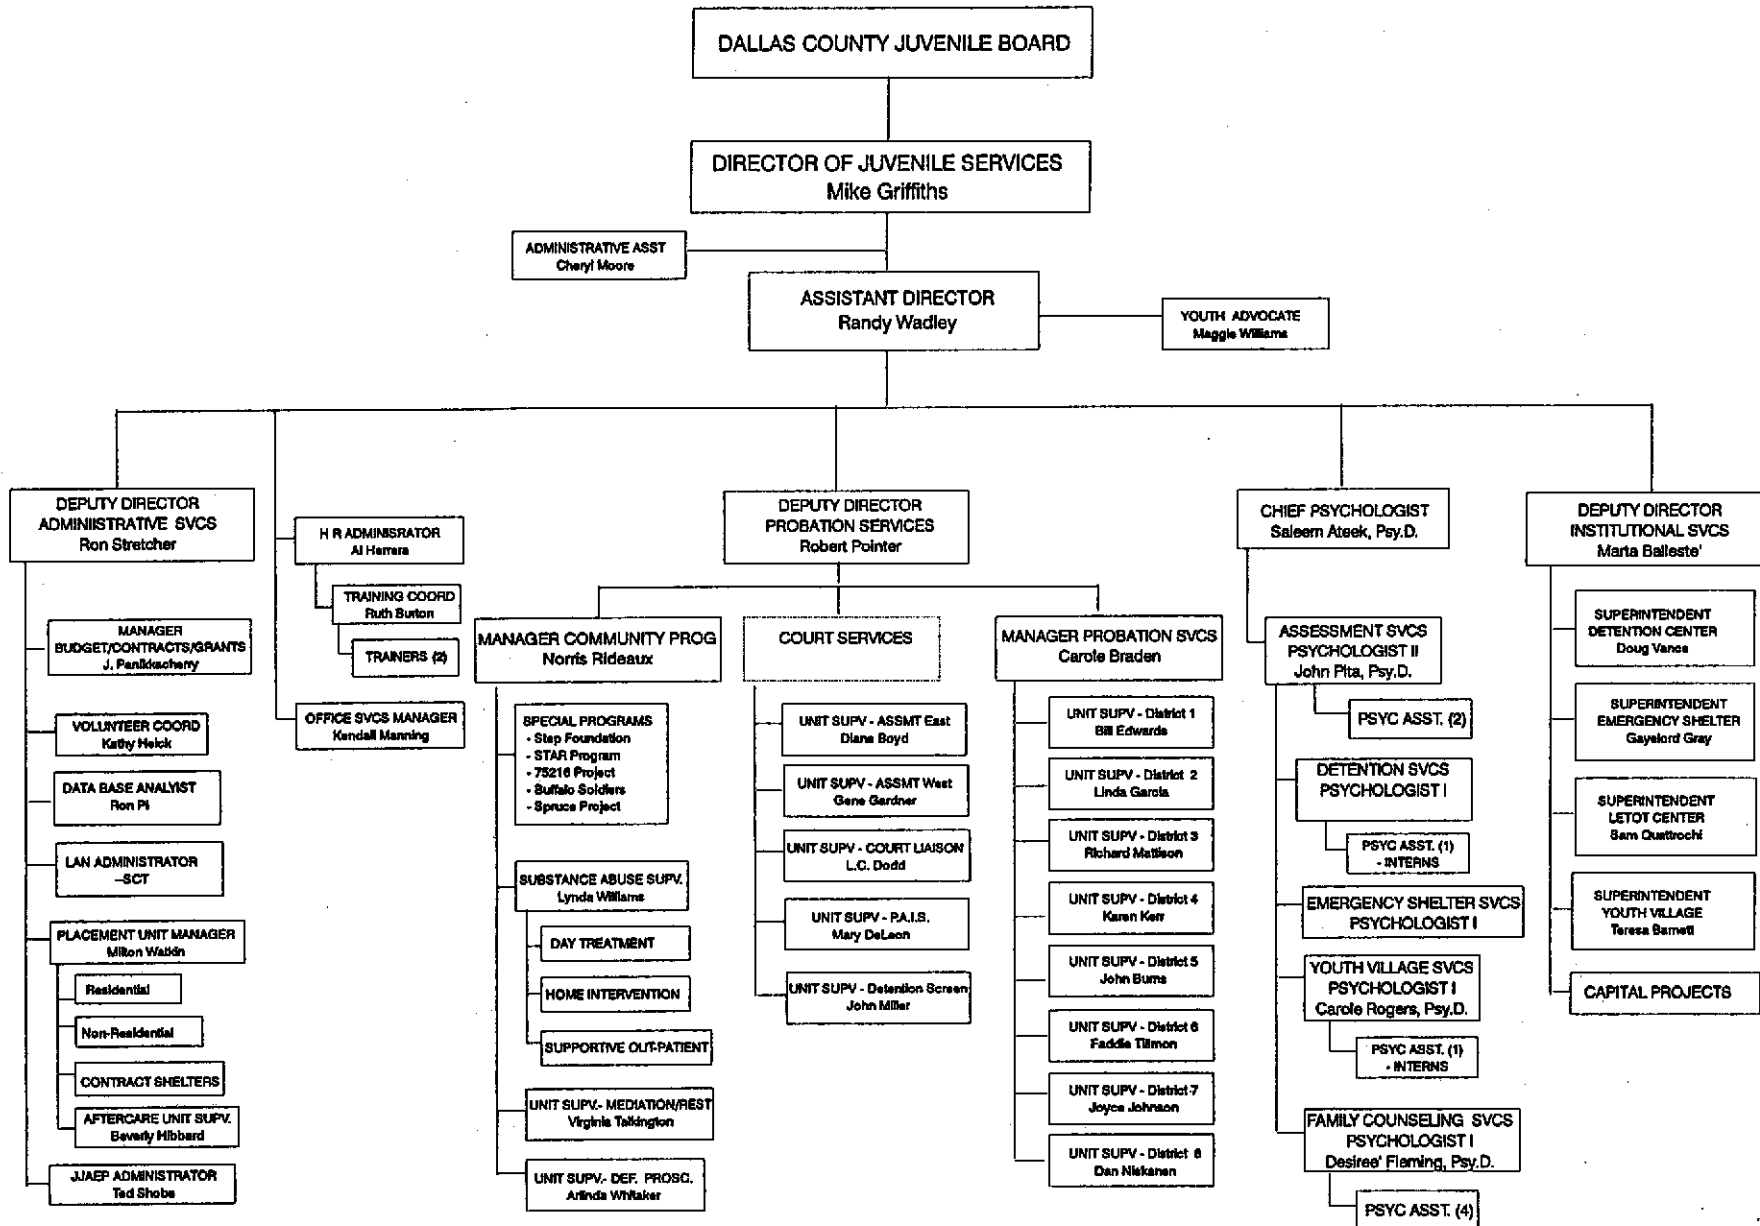 DALLAS COUNTY JUVENILE BOARD
DIRECTOR OF JUVENILE SERVICES
Mike Griffiths
ADMINISTRATIVE ASST
Cheryl Moore
ASSISTANT DIRECTOR
Randy Wadley
YOUTH ADVOCATE
Maggie Williams
DEPUTY DIRECTOR
ADMINIISTRATIVE SVCS
Ron Stretcher
MANAGER
BUDGET/CONTRACTS/GRANTS
J. Panikkacherry
VOLUNTEER COORD
Kathy Heick
DATA BASE ANALYIST
Ron Pi
LAN ADMINISTRATOR
--SCT
PLACEMENT UNIT MANAGER
Milton Watkin
Residential
Non-Residential
CONTRACT SHELTERS
AFTERCARE UNIT SUPV.
Beverly Hibbard
JJAEP ADMINISTRATOR
Ted Shobe
H R ADMINISRATOR
Al Herrera
TRAINING COORD
Ruth Burton
TRAINERS (2)
OFFICE SVCS MANAGER
Kendall Manning
DEPUTY DIRECTOR
PROBATION SERVICES
Robert Pointer
MANAGER COMMUNITY PROG
Norris Rideaux
SPECIAL PROGRAMS
- Step Foundation
- STAR Program
- 75216 Project
- Buffalo Soldiers
- Spruce Project
SUBSTANCE ABUSE SUPV.
Lynda Williams
DAY TREATMENT
HOME INTERVENTION
SUPPORTIVE OUT-PATIENT
UNIT SUPV.- MEDIATION/REST
Virginia Talkington
UNIT SUPV.- DEF. PROSC.
Arlinda Whitaker
COURT SERVICES
UNIT SUPV - ASSMT East
Diane Boyd
UNIT SUPV - ASSMT West
Gene Gardner
UNIT SUPV - COURT LIAISON
L.C. Dodd
UNIT SUPV - P.A.I.S.
Mary DeLeon
UNIT SUPV - Detention Screen
John Miller
MANAGER PROBATION SVCS
Carole Braden
UNIT SUPV - District 1
Bill Edwards
UNIT SUPV - District 2
Linda Garcia
UNIT SUPV - District 3
Richard Mattison
UNIT SUPV - District 4
Karen Kerr
UNIT SUPV - District 5
John Burns
UNIT SUPV - District 6
Faddie Tillmon
UNIT SUPV - District 7
Joyce Johnson
UNIT SUPV - District 8
Dan Niskanen
CHIEF PSYCHOLOGIST
Saleem Ateek, Psy.D.
ASSESSMENT SVCS
PSYCHOLOGIST II
John Pita, Psy.D.
PSYC ASST. (2)
DETENTION SVCS
PSYCHOLOGIST I
PSYC ASST. (1)
- INTERNS
EMERGENCY SHELTER SVCS
PSYCHOLOGIST I
YOUTH VILLAGE SVCS
PSYCHOLOGIST I
Carole Rogers, Psy.D.
PSYC ASST. (1)
- INTERNS
FAMILY COUNSELING SVCS
PSYCHOLOGIST I
Desiree' Fleming, Psy.D.
PSYC ASST. (4)
DEPUTY DIRECTOR
INSTITUTIONAL SVCS
Marta Balleste'
SUPERINTENDENT
DETENTION CENTER
Doug Vance
SUPERINTENDENT
EMERGENCY SHELTER
Gayelord Gray
SUPERINTENDENT
LETOT CENTER
Sam Quattrochi
SUPERINTENDENT
YOUTH VILLAGE
Teresa Barnett
CAPITAL PROJECTS